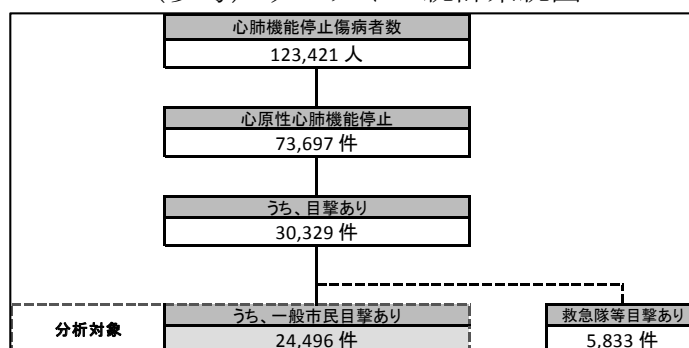 心肺機能停止傷病者数
123,421 人
心原性心肺機能停止
73,697 件
うち、目撃あり
30,329 件
分析対象
うち、一般市民目撃あり
24,496 件
救急隊等目撃あり
5,833 件